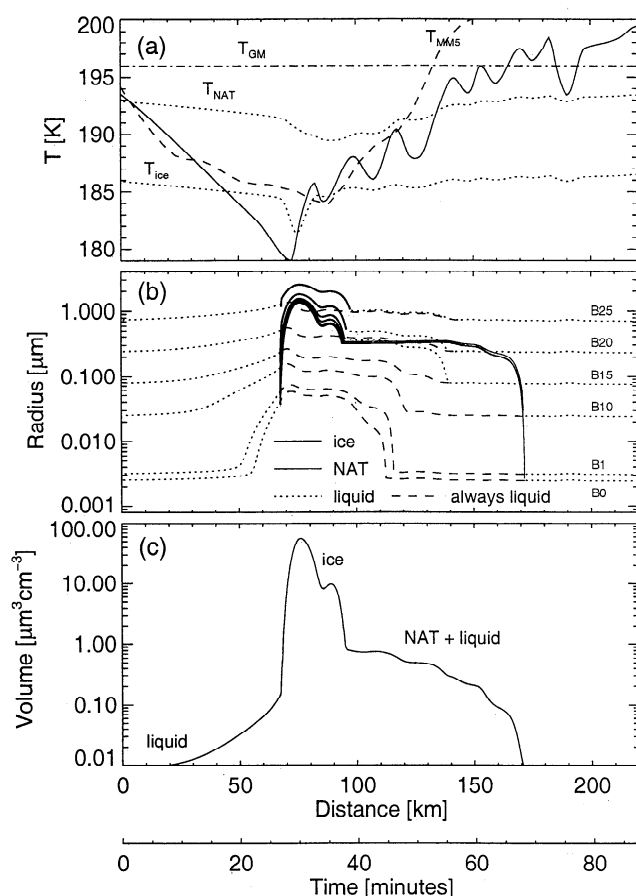 200
195
190
185
180
T [K]
(a)
T_GM
T_MM5
T_NAT
T_ice
1.000
0.100
0.010
0.001
Radius [μm]
(b)
B25
B20
B15
B10
B1
B0
ice
NAT
liquid
always liquid
100.00
10.00
1.00
0.10
0.01
Volume [μm³cm⁻³]
(c)
ice
NAT + liquid
liquid
0 50 100 150 200
Distance [km]
0 20 40 60 80
Time [minutes]